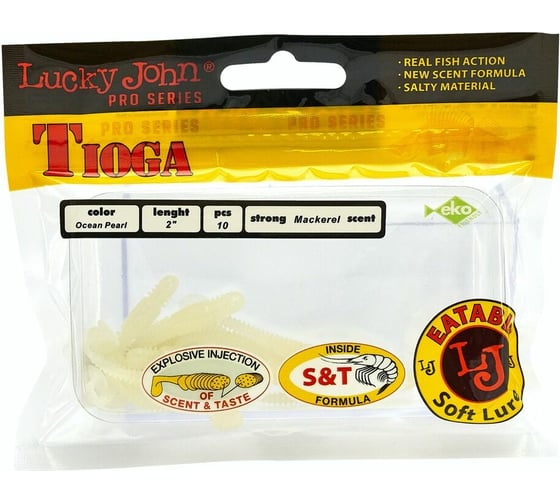 Lucky John®
PRO SERIES
· REAL FISH ACTION
· NEW SCENT FORMULA
· SALTY MATERIAL
PRO SERIES
PRO SERIES
TIOGA
color
Ocean Pearl
lenght
2"
pcs
10
strong Mackerel scent
eko
EXPLOSIVE INJECTION
OF
SCENT & TASTE
INSIDE
S&T
FORMULA
LJ
LJ
Soft Lure